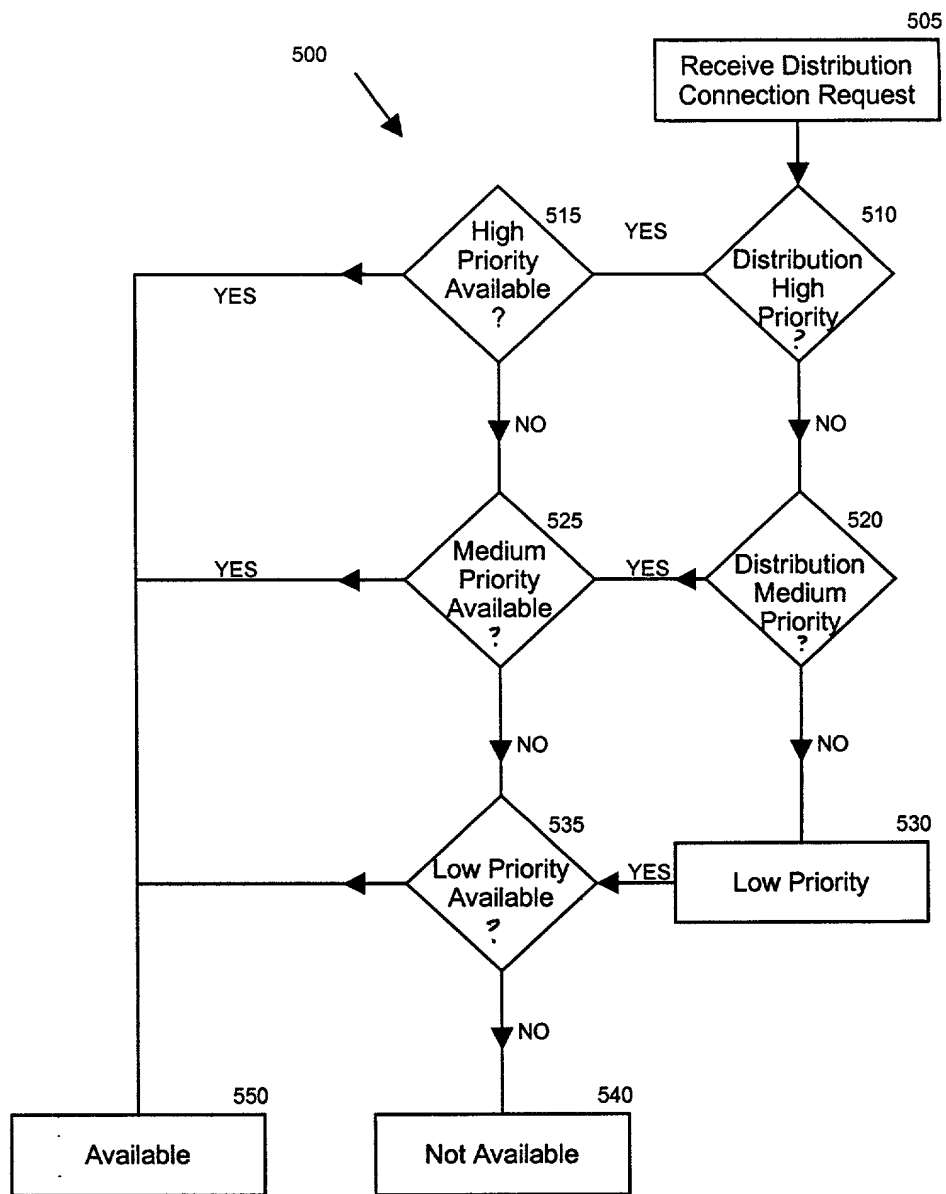 505
500
Receive Distribution
Connection Request
515
510
High
Priority
Available
?
YES
Distribution
High
Priority
?
YES
NO
NO
525
520
Medium
Priority
Available
?
YES
YES
Distribution
Medium
Priority
?
NO
NO
535
530
Low Priority
Available
?
YES
Low Priority
NO
550
540
Available
Not Available